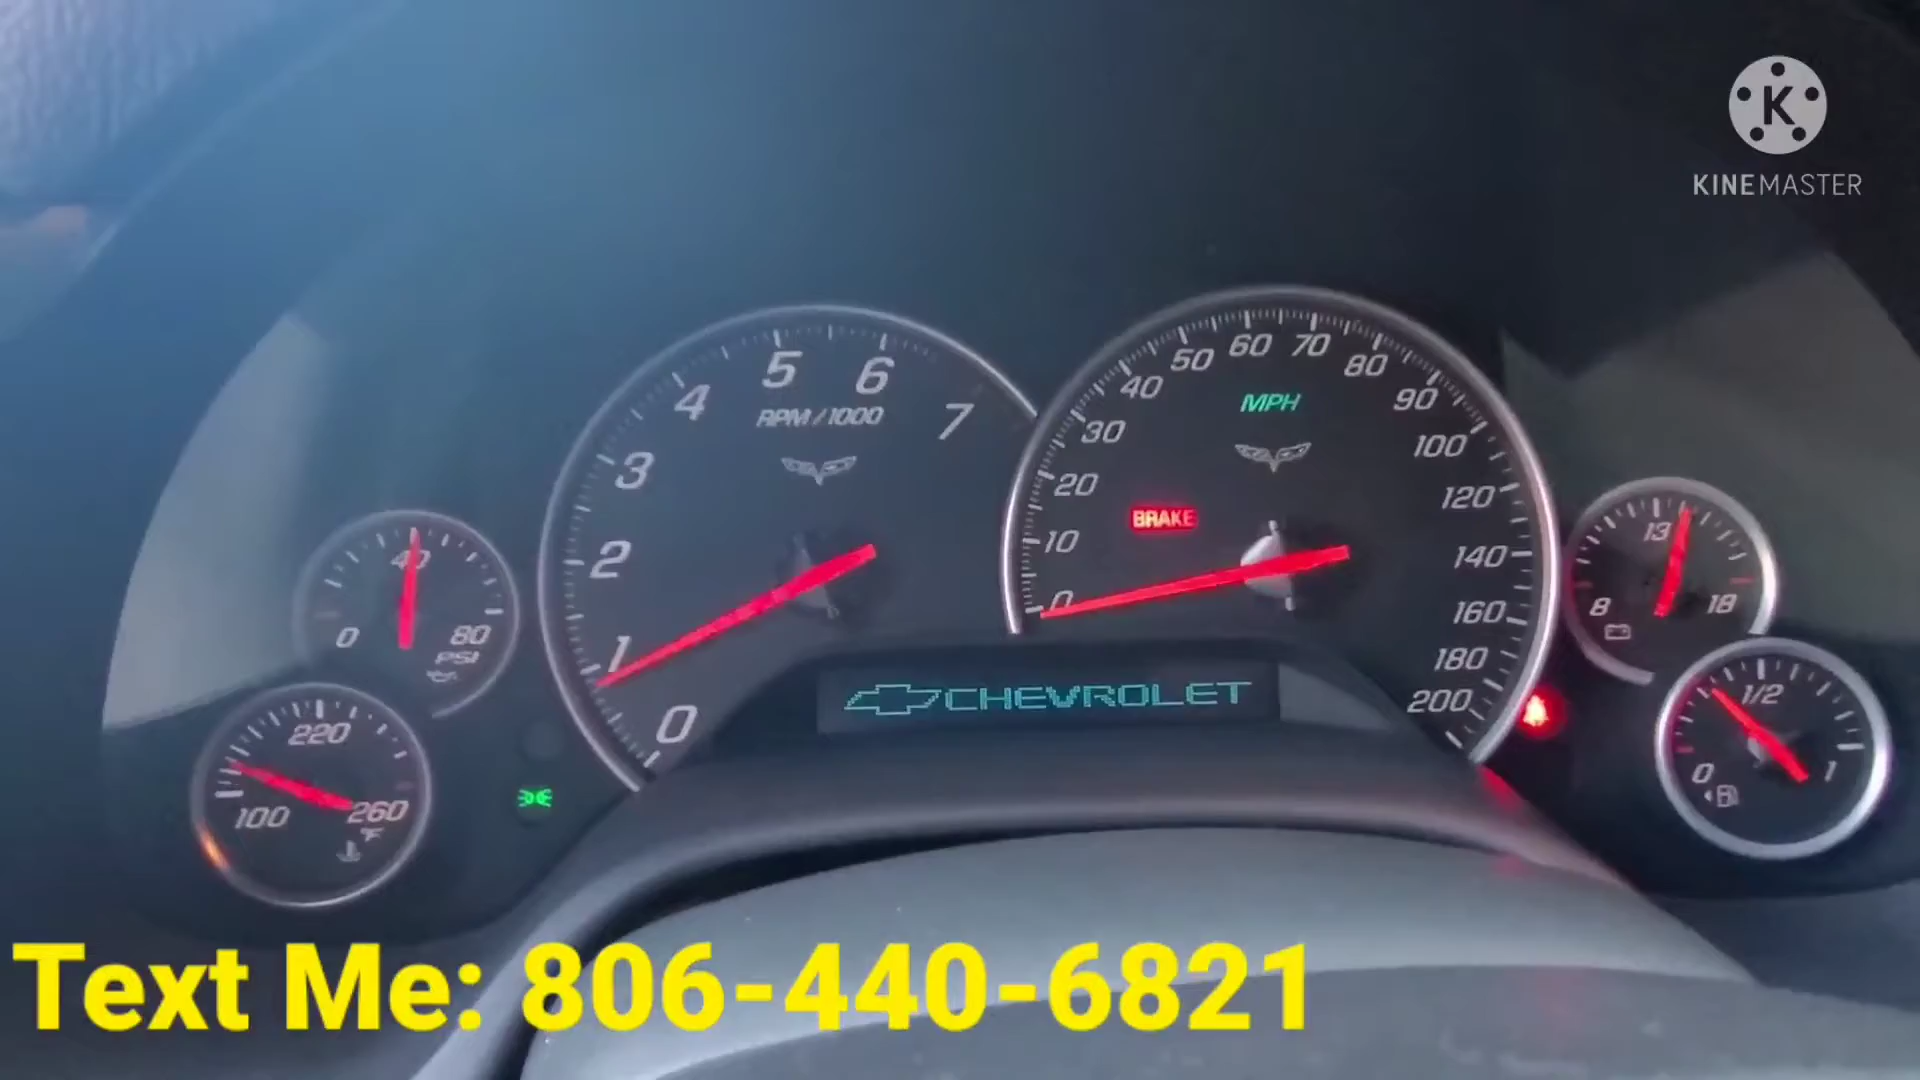 KINEMASTER
0 1 2 3 4 5 6 7
RPM/1000
0 10 20 30 40 50 60 70 80 90 100 120 140 160 180 200
MPH
BRAKE
0 40 80
PSI
100 220 260
°F
CHEVROLET
8 13 18
0 1/2 1
Text Me: 806-440-6821